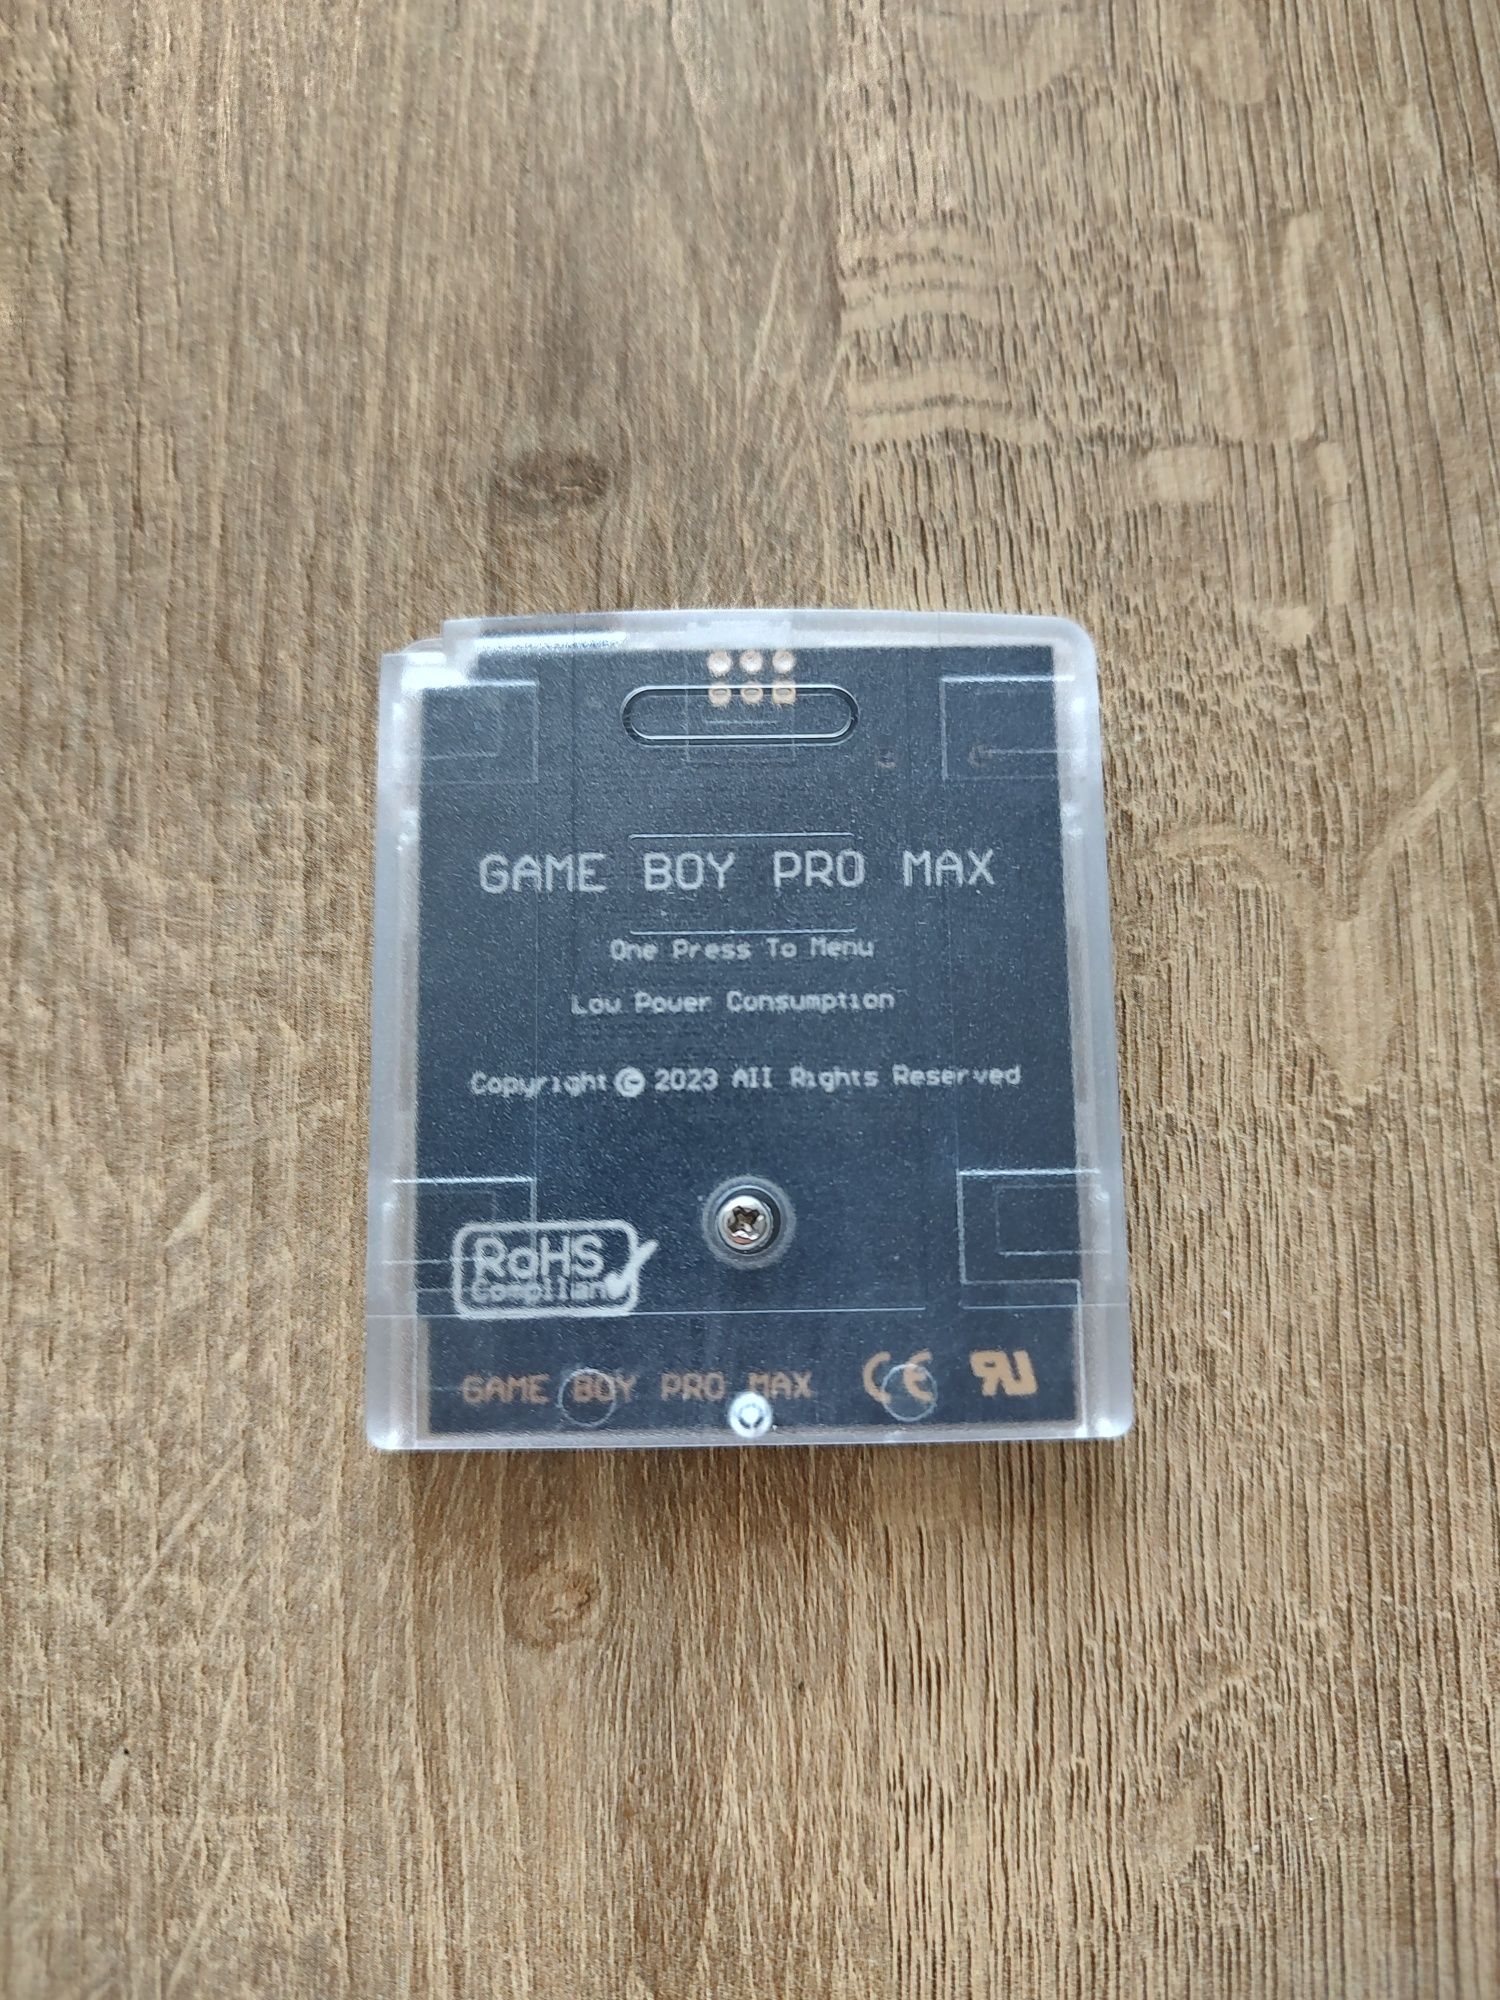 GAME BOY PRO MAX
One Press To Menu
Low Power Consumption
Copyright © 2023 All Rights Reserved
RoHS
Compliant
GAME BOY PRO MAX CE RU